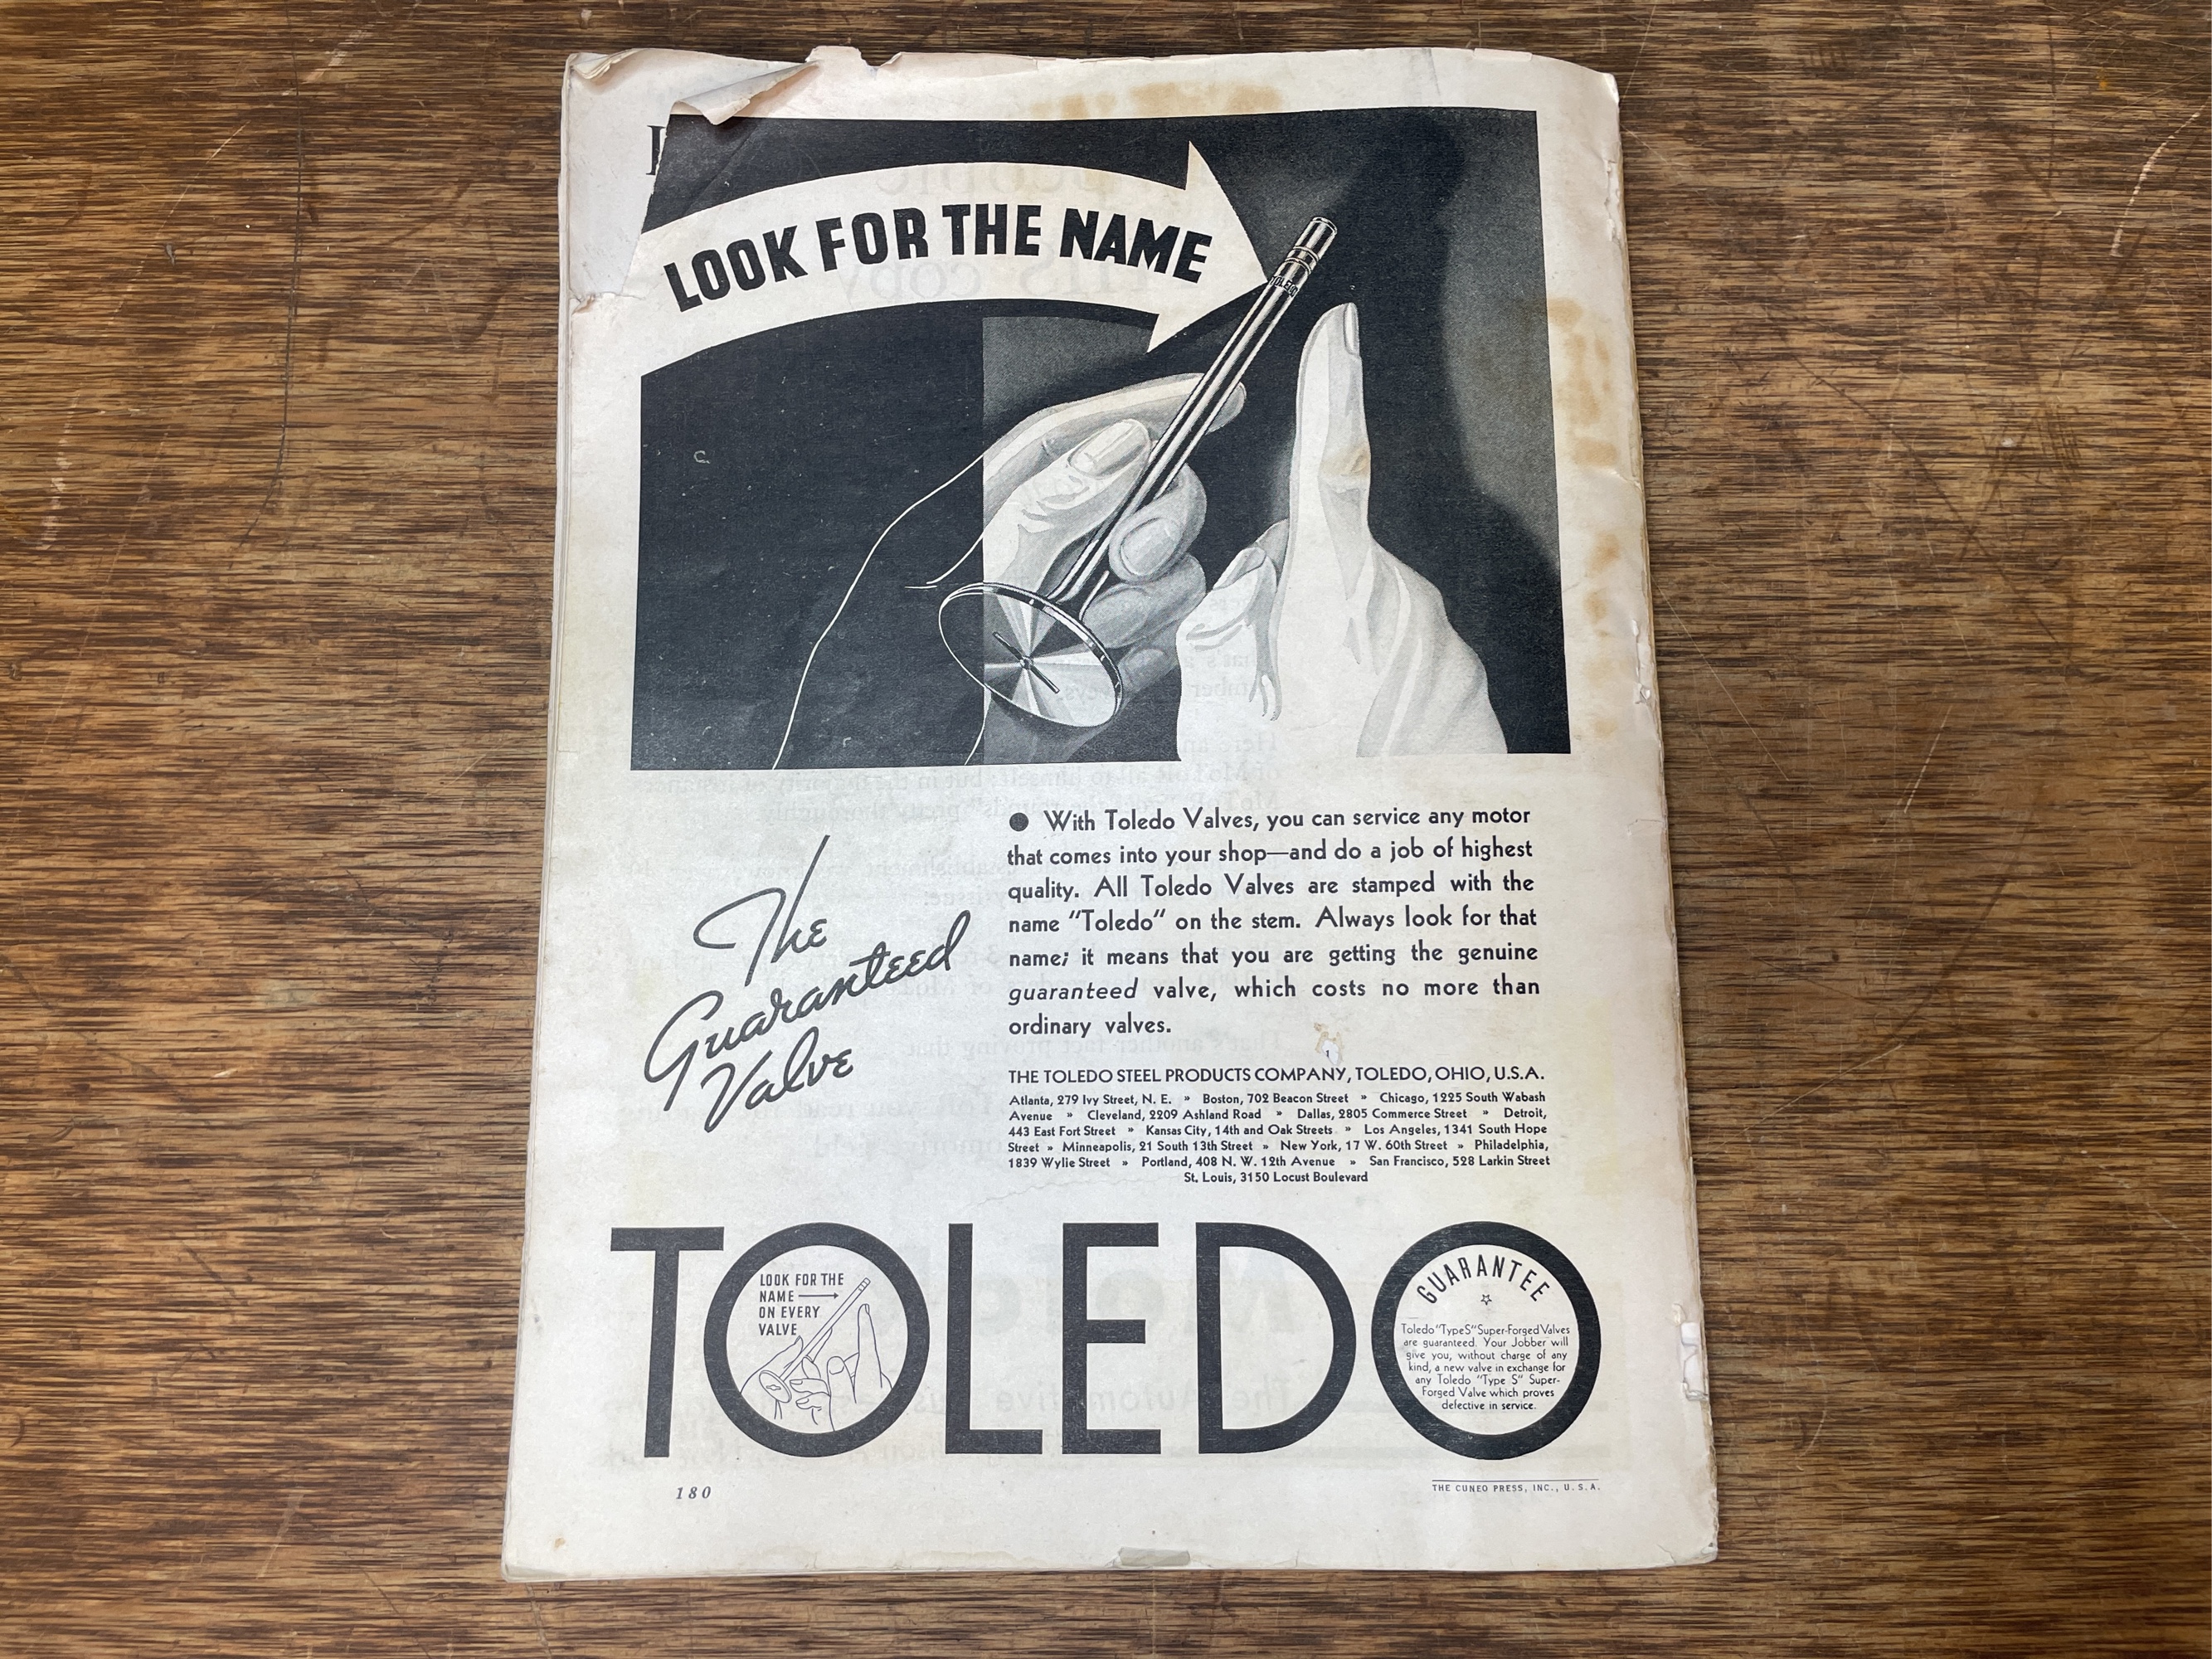 LOOK FOR THE NAME
TOLEDO
The
Guaranteed
Valve
● With Toledo Valves, you can service any motor
that comes into your shop—and do a job of highest
quality. All Toledo Valves are stamped with the
name "Toledo" on the stem. Always look for that
name; it means that you are getting the genuine
guaranteed valve, which costs no more than
ordinary valves.
THE TOLEDO STEEL PRODUCTS COMPANY, TOLEDO, OHIO, U.S.A.
Atlanta, 279 Ivy Street, N. E. » Boston, 702 Beacon Street » Chicago, 1225 South Wabash
Avenue » Cleveland, 2209 Ashland Road » Dallas, 2805 Commerce Street » Detroit,
443 East Fort Street » Kansas City, 14th and Oak Streets » Los Angeles, 1341 South Hope
Street » Minneapolis, 21 South 13th Street » New York, 17 W. 60th Street » Philadelphia,
1839 Wylie Street » Portland, 408 N. W. 12th Avenue » San Francisco, 528 Larkin Street
St. Louis, 3150 Locust Boulevard
TOLEDO
LOOK FOR THE
NAME
ON EVERY
VALVE
GUARANTEE
Toledo "Type S" Super-Forged Valves
are guaranteed. Your Jobber will
give you, without charge of any
kind, a new valve in exchange for
any Toledo "Type S" Super-
Forged Valve which proves
defective in service.
180
THE CUNEO PRESS, INC., U.S.A.